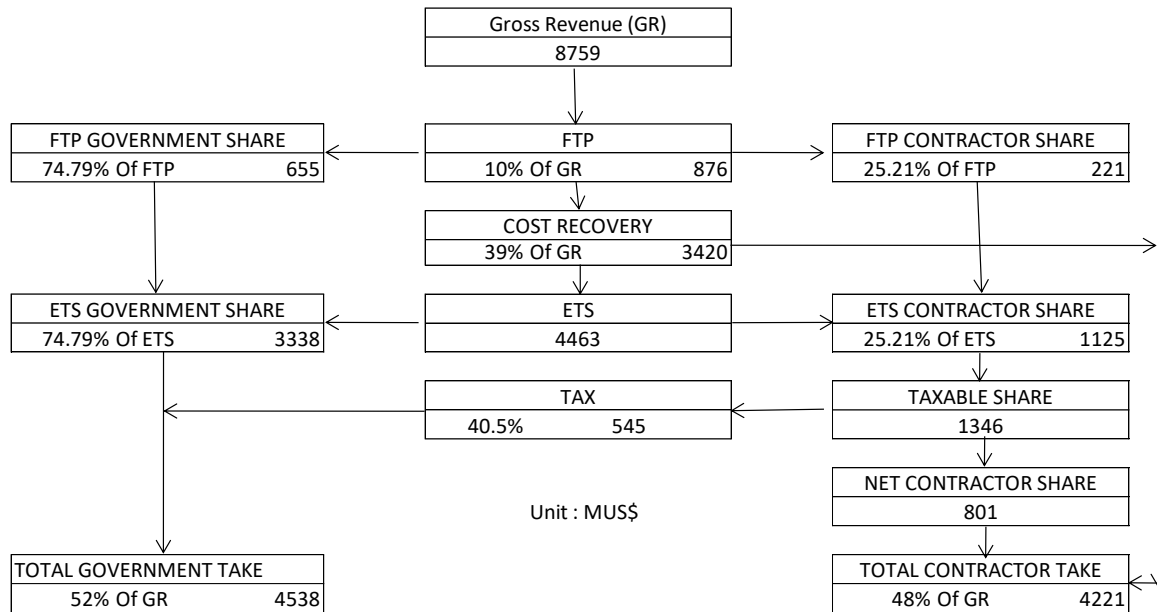 Gross Revenue (GR)
8759
FTP GOVERNMENT SHARE
74.79% Of FTP 655
FTP
10% Of GR 876
FTP CONTRACTOR SHARE
25.21% Of FTP 221
COST RECOVERY
39% Of GR 3420
ETS GOVERNMENT SHARE
74.79% Of ETS 3338
ETS
4463
ETS CONTRACTOR SHARE
25.21% Of ETS 1125
TAX
40.5% 545
TAXABLE SHARE
1346
NET CONTRACTOR SHARE
801
Unit : MUS$
TOTAL GOVERNMENT TAKE
52% Of GR 4538
TOTAL CONTRACTOR TAKE
48% Of GR 4221